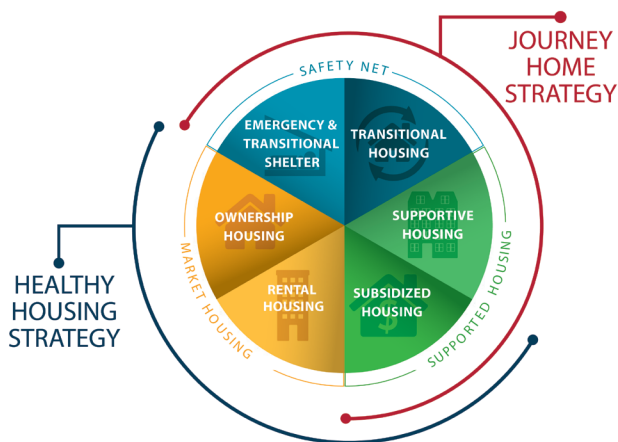 JOURNEY
HOME
STRATEGY
SAFETY NET
EMERGENCY &
TRANSITIONAL
SHELTER
TRANSITIONAL
HOUSING
OWNERSHIP
HOUSING
SUPPORTIVE
HOUSING
RENTAL
HOUSING
SUBSIDIZED
HOUSING
$
MARKET HOUSING
SUPPORTED HOUSING
HEALTHY
HOUSING
STRATEGY